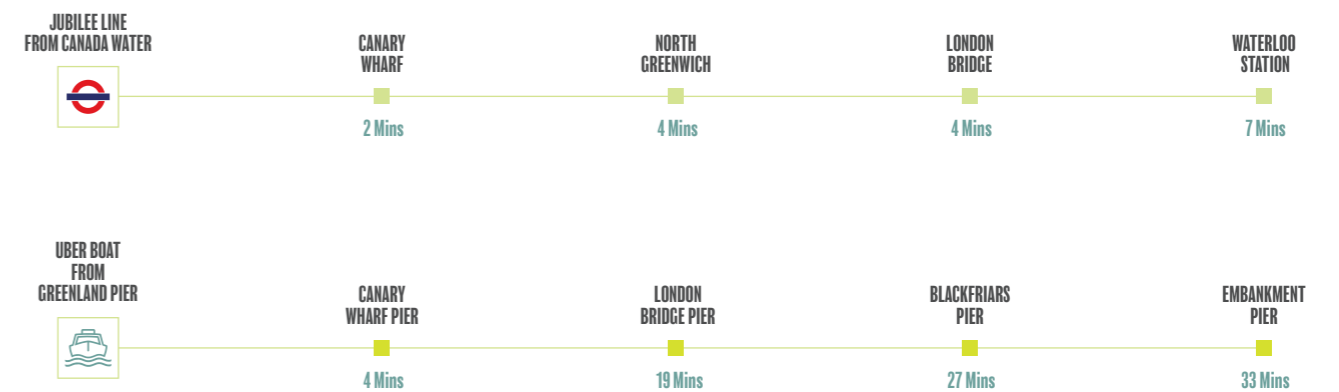 JUBILEE LINE
FROM CANADA WATER
CANARY
WHARF
NORTH
GREENWICH
LONDON
BRIDGE
WATERLOO
STATION
2 Mins
4 Mins
4 Mins
7 Mins
UBER BOAT
FROM
GREENLAND PIER
CANARY
WHARF PIER
LONDON
BRIDGE PIER
BLACKFRIARS
PIER
EMBANKMENT
PIER
4 Mins
19 Mins
27 Mins
33 Mins